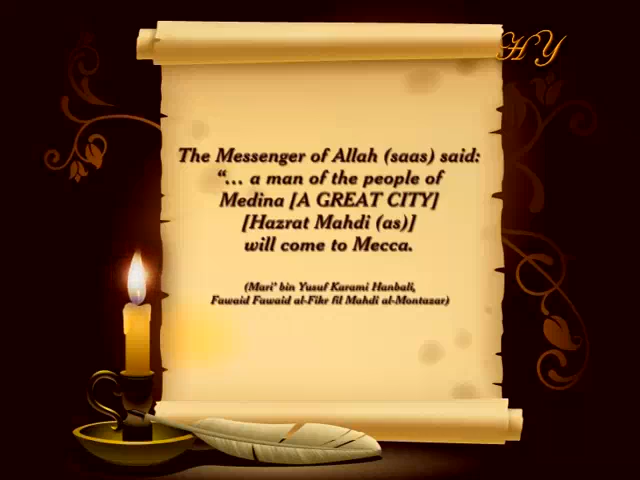 HY
The Messenger of Allah (saas) said:
“... a man of the people of
Medina [A GREAT CITY]
[Hazrat Mahdi (as)]
will come to Mecca.
(Mari' bin Yusuf Karami Hanbali,
Fawaid Fawaid al-Fikr fil Mahdi al-Montazar)